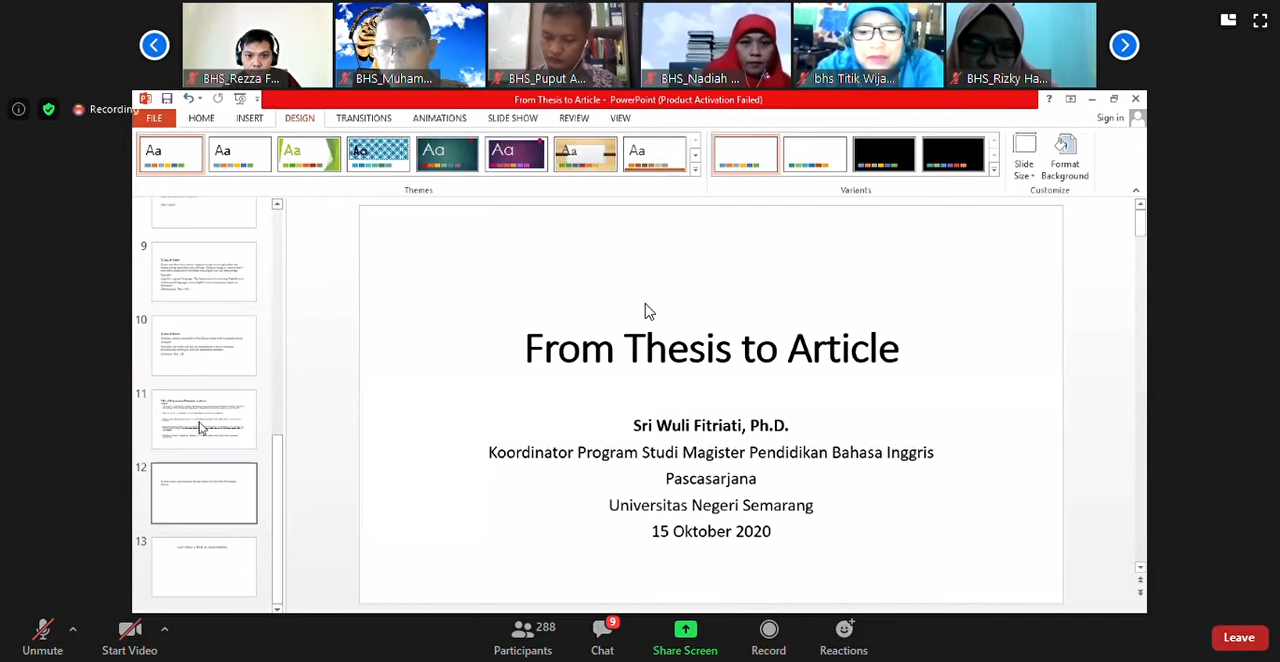 BHS_Rezza F...
BHS_Muham...
BHS_Puput A...
BHS_Nadiah ...
bhs Titik Wija...
BHS_Rizky Ha...
Recording
From Thesis to Article - PowerPoint (Product Activation Failed)
FILE
HOME
INSERT
DESIGN
TRANSITIONS
ANIMATIONS
SLIDE SHOW
REVIEW
VIEW
Sign in
Aa
Aa
Aa
Aa
Aa
Aa
Aa
Aa
Slide
Size
Format
Background
Themes
Variants
Customize
9
10
11
12
13
From Thesis to Article
Sri Wuli Fitriati, Ph.D.
Koordinator Program Studi Magister Pendidikan Bahasa Inggris
Pascasarjana
Universitas Negeri Semarang
15 Oktober 2020
Unmute
Start Video
Participants
288
Chat
9
Share Screen
Record
Reactions
Leave